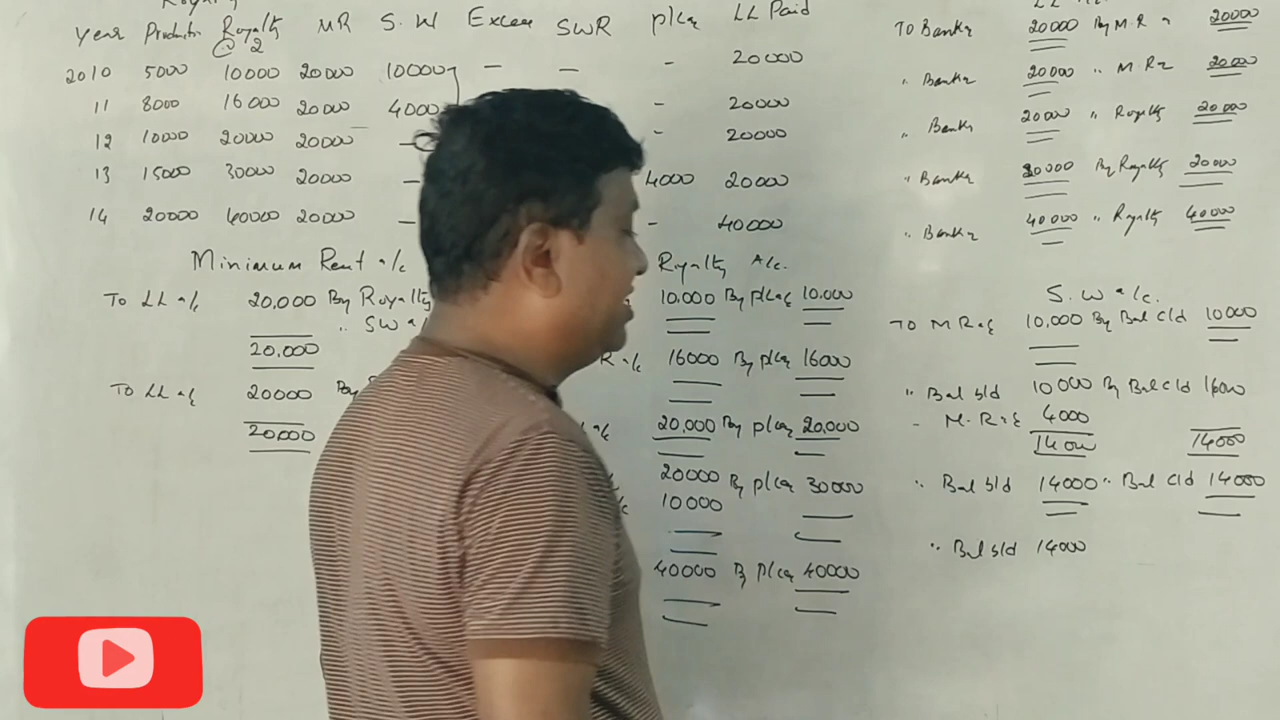 Year Production Royalty MR S.W Excess SWR p/L a/c LL Paid
@ 2
2010 5000 10000 20000 10000 — — - 20000
11 8000 16000 20000 4000 - 20000
12 10000 20000 20000 - 20000
13 15000 30000 20000 — 4000 20000
14 20000 40000 20000 — - 40000
To Bank 20000 By M.R 20000
" Bank 20000 " M.R 20000
" Bank 20000 " Royalty 20000
" Bank 20000 By Royalty 20000
" Bank 40000 " Royalty 40000
Minimum Rent a/c
To LL a/c 20,000 By Royalty
" SW a/
20,000
To LL a/c 20000
20,000
Royalty A/c.
10,000 By p/L a/c 10,000
16000 By p/L a/c 16000
20,000 By p/L a/c 20,000
20000 By p/L a/c 30000
10000
40000 By p/L a/c 40000
S.W a/c.
To M R a/c 10,000 By Bal c/d 10000
" Bal b/d 10000 By Bal c/d
M.R a/c 4000
14000 14000
" Bal b/d 14000 " Bal c/d 14000
" Bal b/d 14000